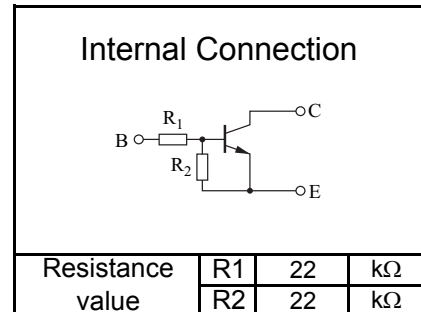 Internal Connection
C
R1
B
R2
E
Resistance value R1 22 kΩ
R2 22 kΩ